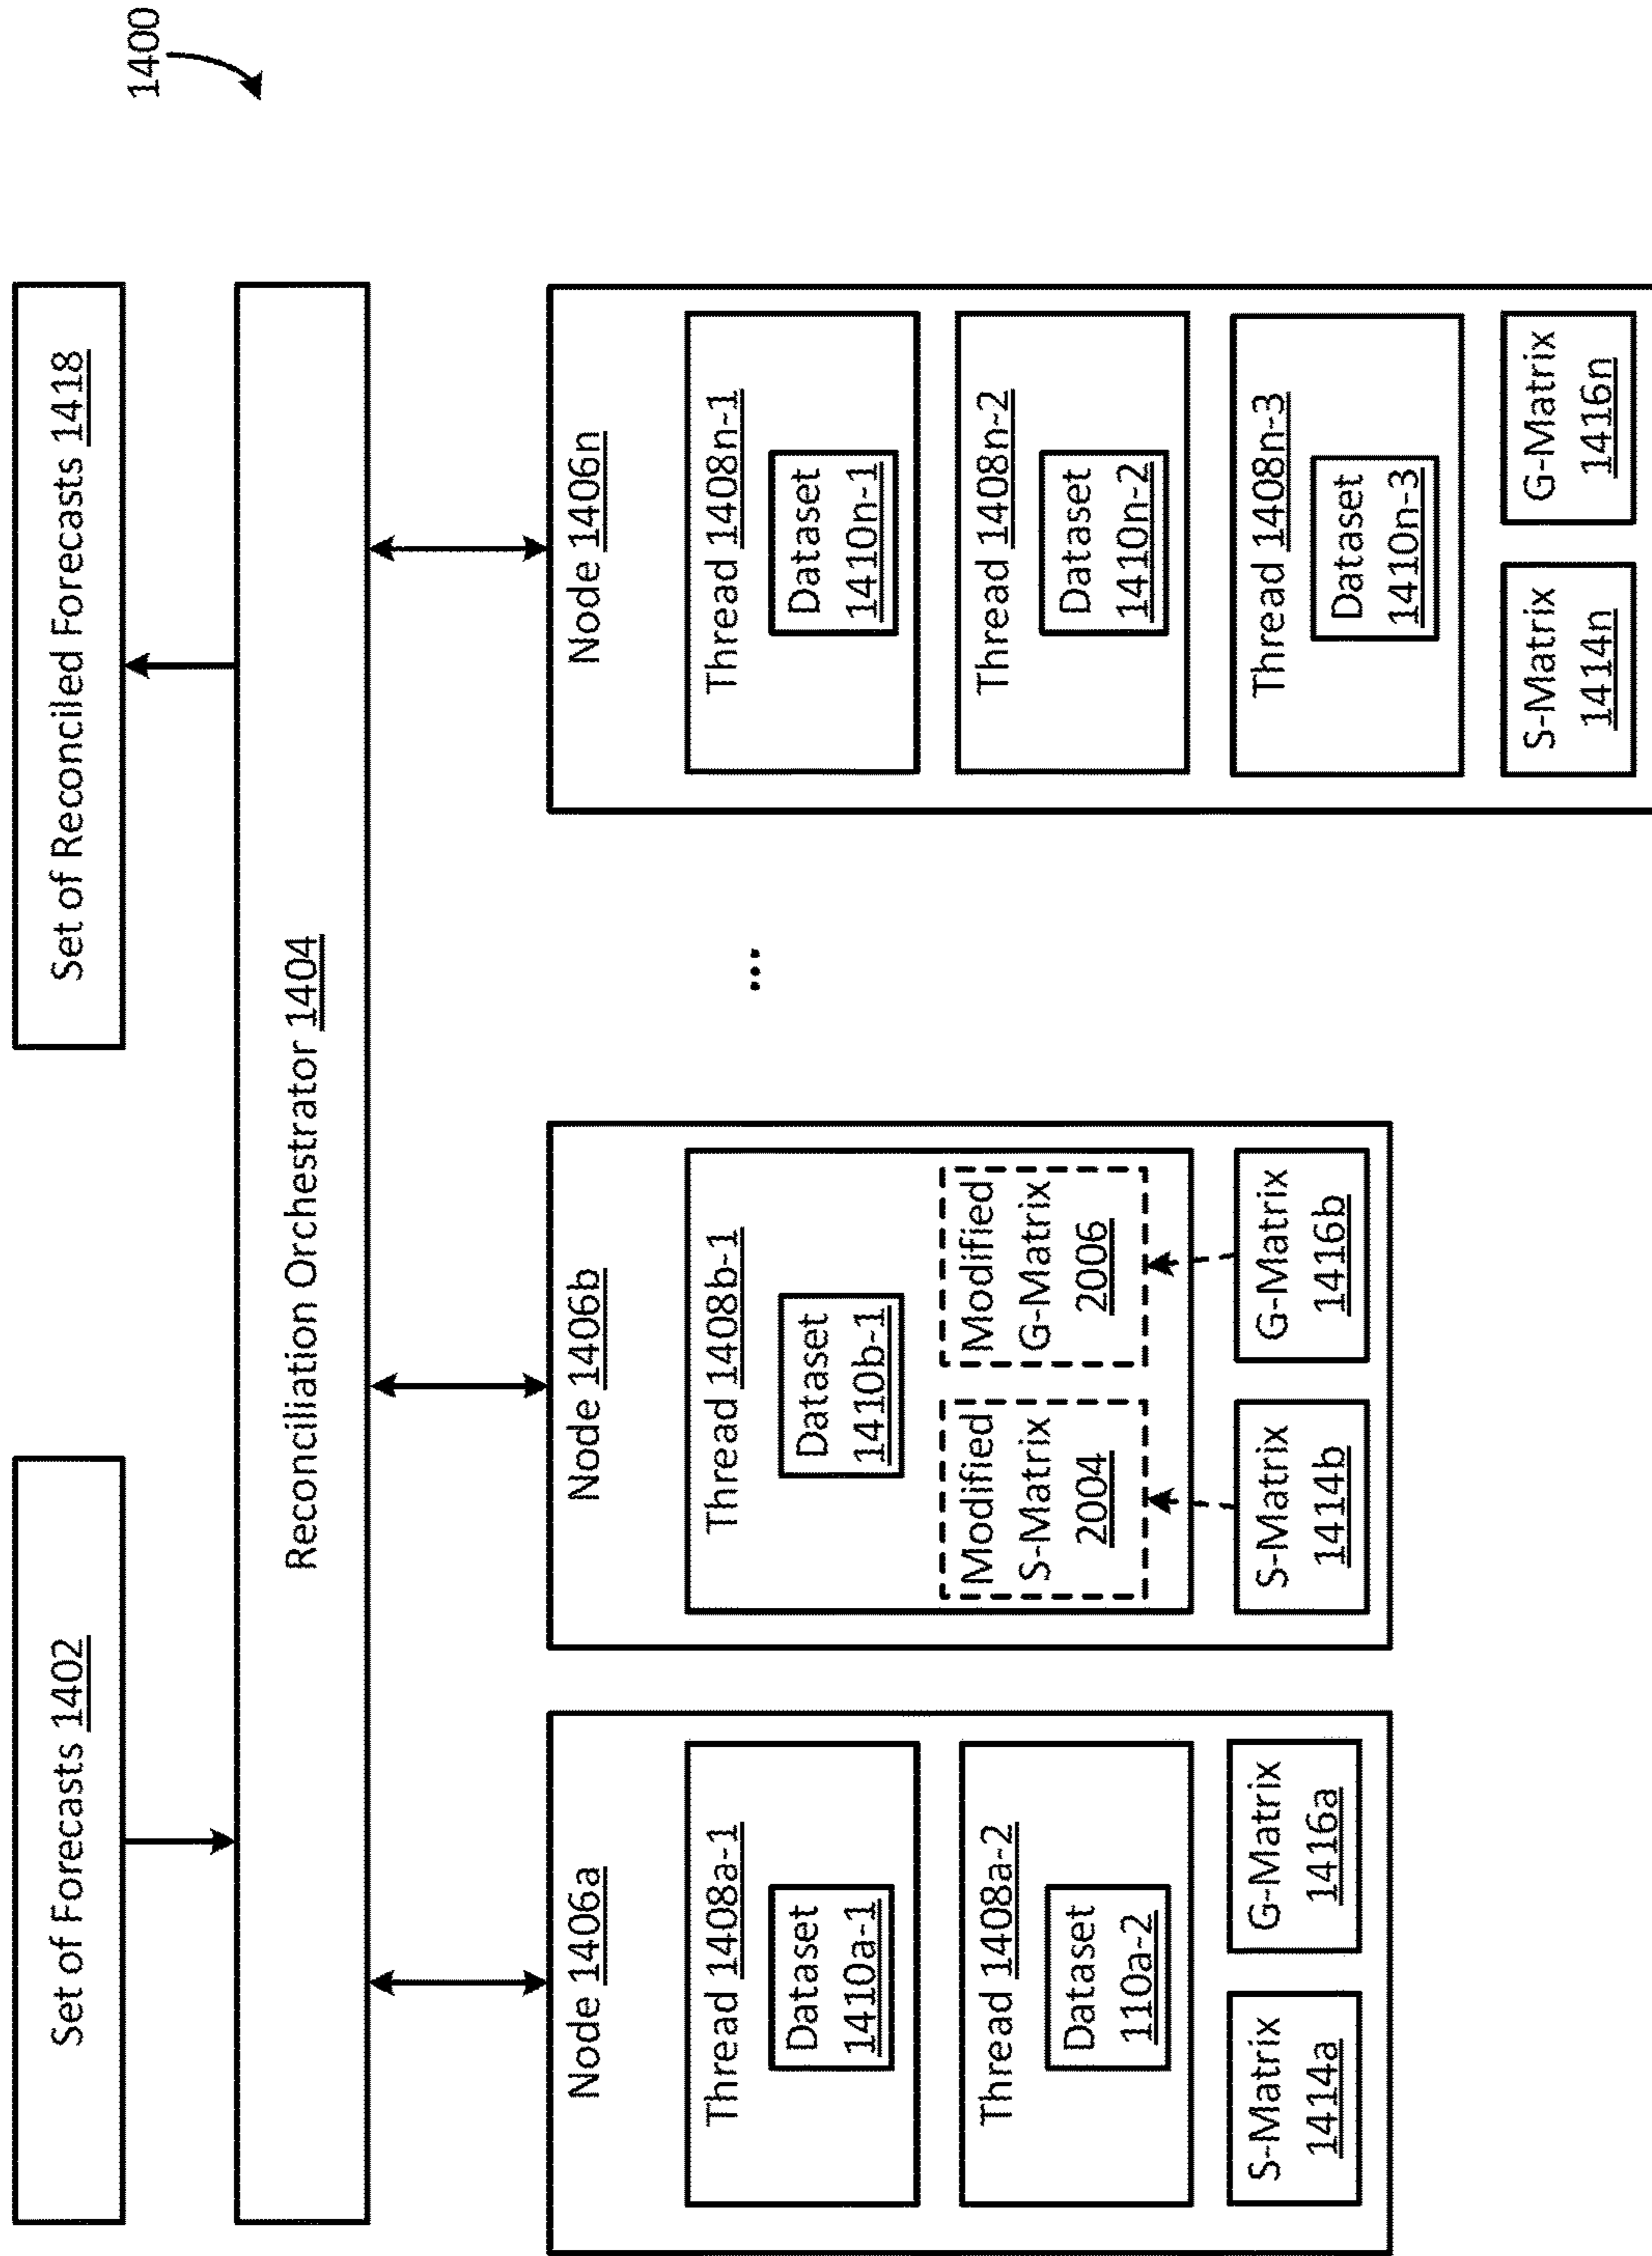 1400
Set of Forecasts 1402
Set of Reconciled Forecasts 1418
Reconciliation Orchestrator 1404
Node 1406a
Thread 1408a-1
Dataset
1410a-1
Thread 1408a-2
Dataset
110a-2
S-Matrix
1414a
G-Matrix
1416a
Node 1406b
Thread 1408b-1
Dataset
1410b-1
Modified
S-Matrix
2004
Modified
G-Matrix
2006
S-Matrix
1414b
G-Matrix
1416b
...
Node 1406n
Thread 1408n-1
Dataset
1410n-1
Thread 1408n-2
Dataset
1410n-2
Thread 1408n-3
Dataset
1410n-3
S-Matrix
1414n
G-Matrix
1416n